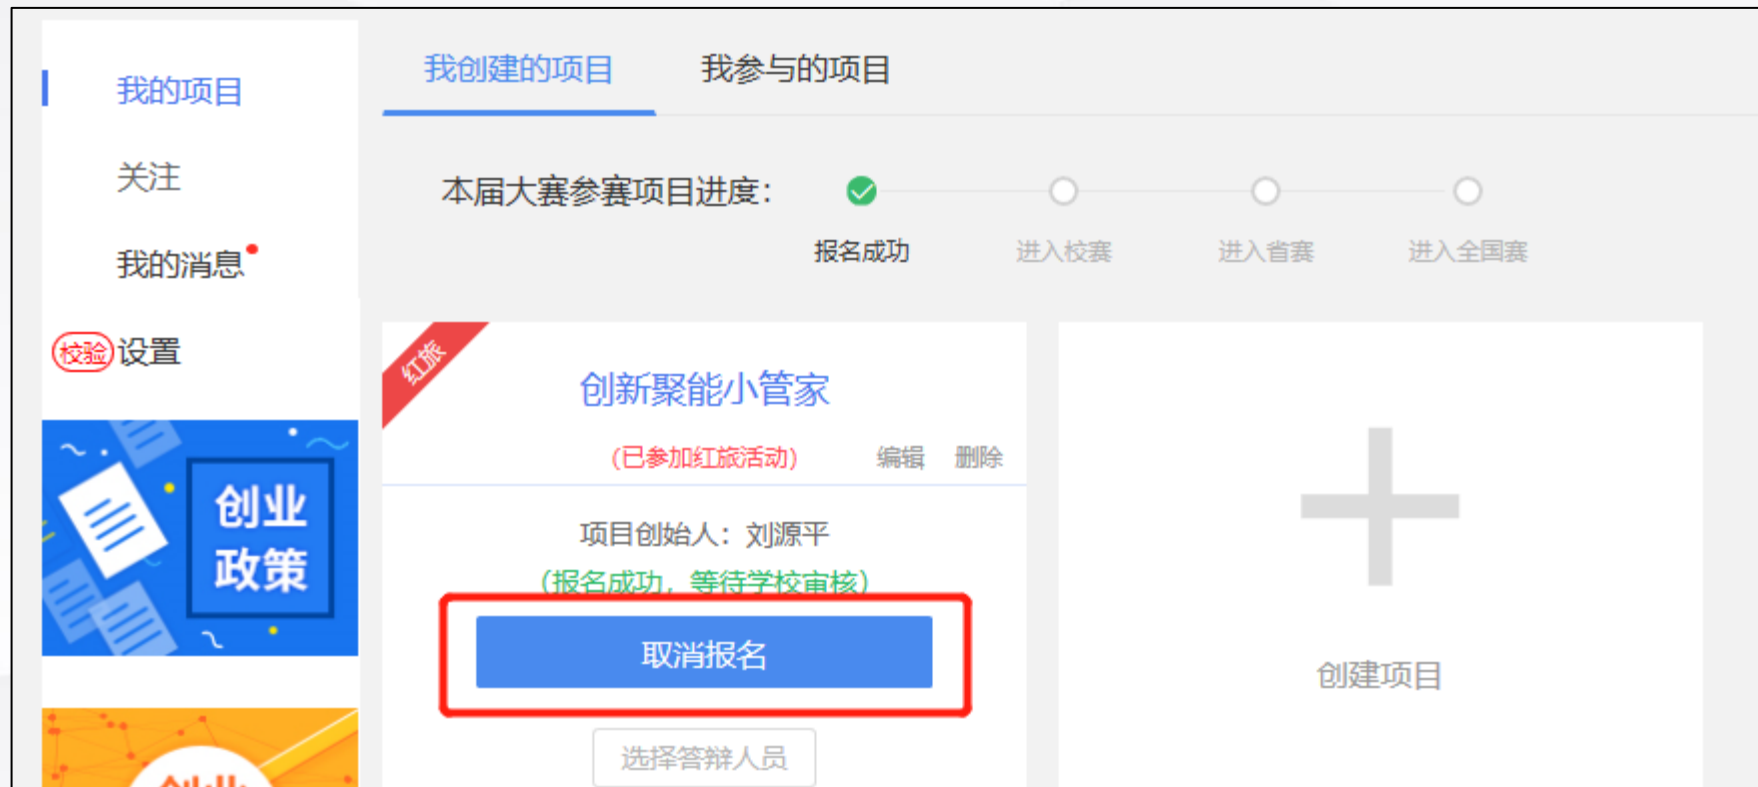 我的项目
关注
我的消息
校验 设置
创业
政策
创业
我创建的项目 我参与的项目
本届大赛参赛项目进度：
报名成功 进入校赛 进入省赛 进入全国赛
红旅
创新聚能小管家
(已参加红旅活动) 编辑 删除
项目创始人：刘源平
（报名成功，等待学校审核）
取消报名
选择答辩人员
创建项目